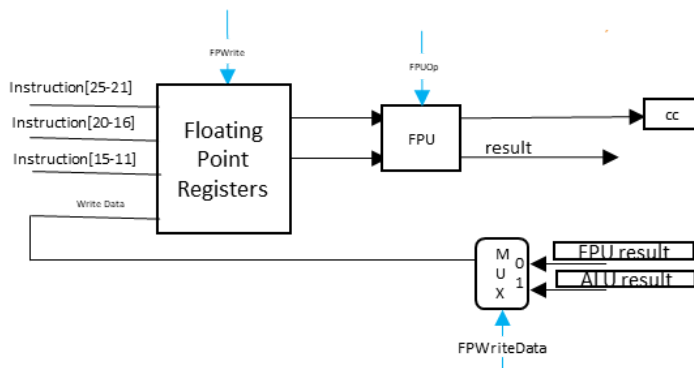 FPWrite
FPUOp
Instruction[25-21]
Instruction[20-16]
Instruction[15-11]
Write Data
Floating
Point
Registers
FPU
cc
result
M
U
X
0
1
FPU result
ALU result
FPWriteData